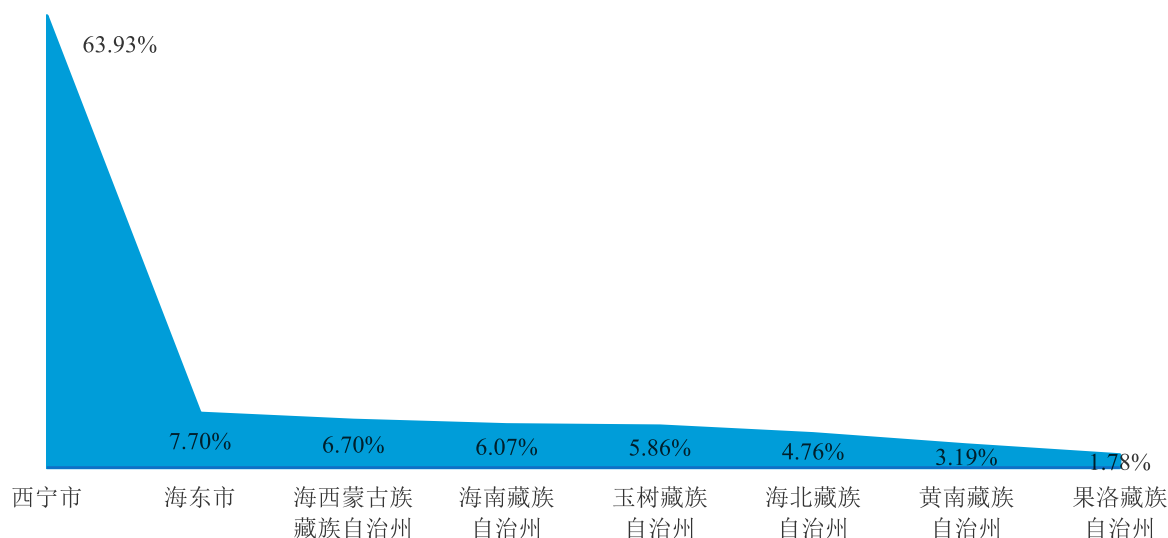 63.93%
7.70%
6.70%
6.07%
5.86%
4.76%
3.19%
1.78%
西宁市
海东市
海西蒙古族
藏族自治州
海南藏族
自治州
玉树藏族
自治州
海北藏族
自治州
黄南藏族
自治州
果洛藏族
自治州